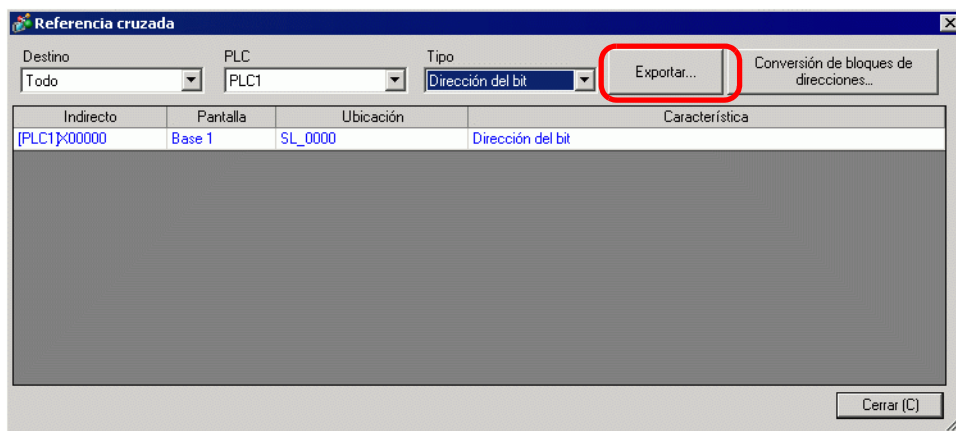 Referencia cruzada
Destino PLC Tipo
Todo PLC1 Dirección del bit Exportar... Conversión de bloques de
direcciones...
Indirecto Pantalla Ubicación Característica
[PLC1]X00000 Base 1 SL_0000 Dirección del bit
Cerrar (C)